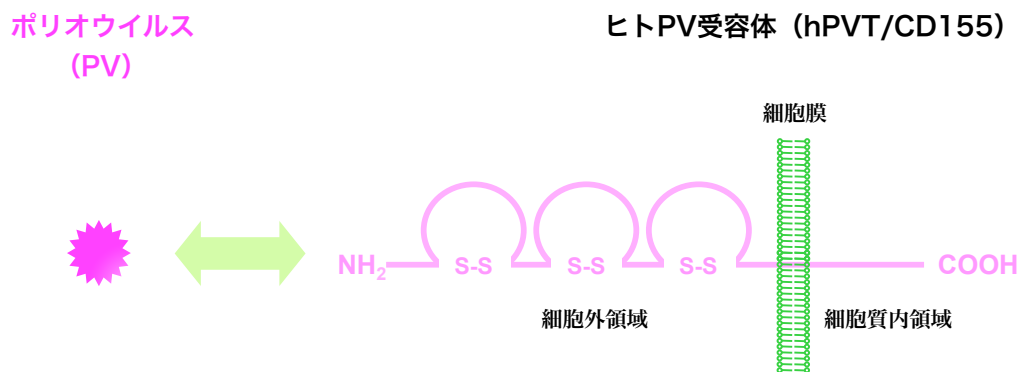 ポリオウイルス
（PV）
ヒトPV受容体（hPVT/CD155）
細胞膜
NH2
S-S
S-S
S-S
COOH
細胞外領域
細胞質内領域